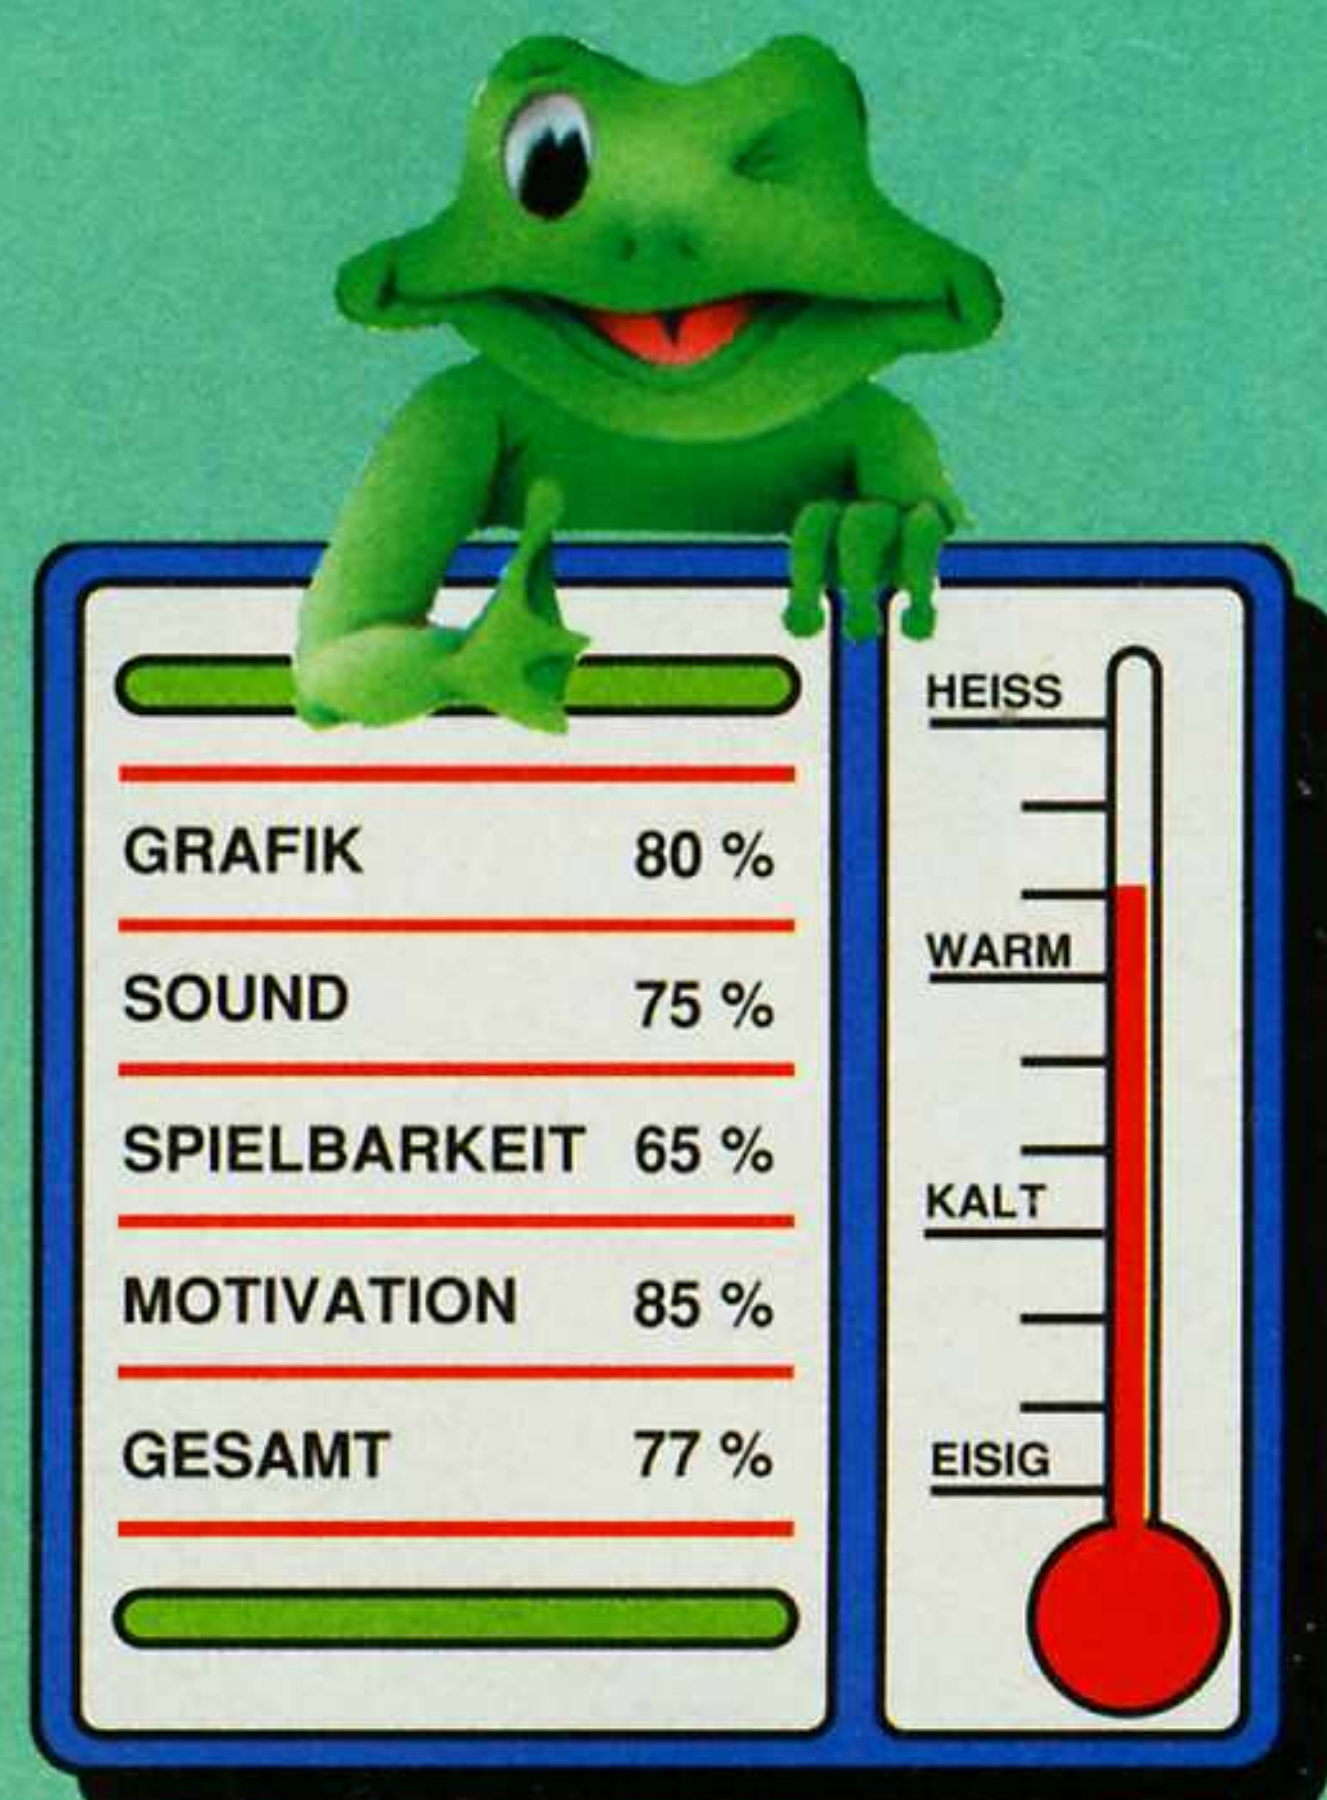 GRAFIK 80 %
SOUND 75 %
SPIELBARKEIT 65 %
MOTIVATION 85 %
GESAMT 77 %
HEISS
WARM
KALT
EISIG